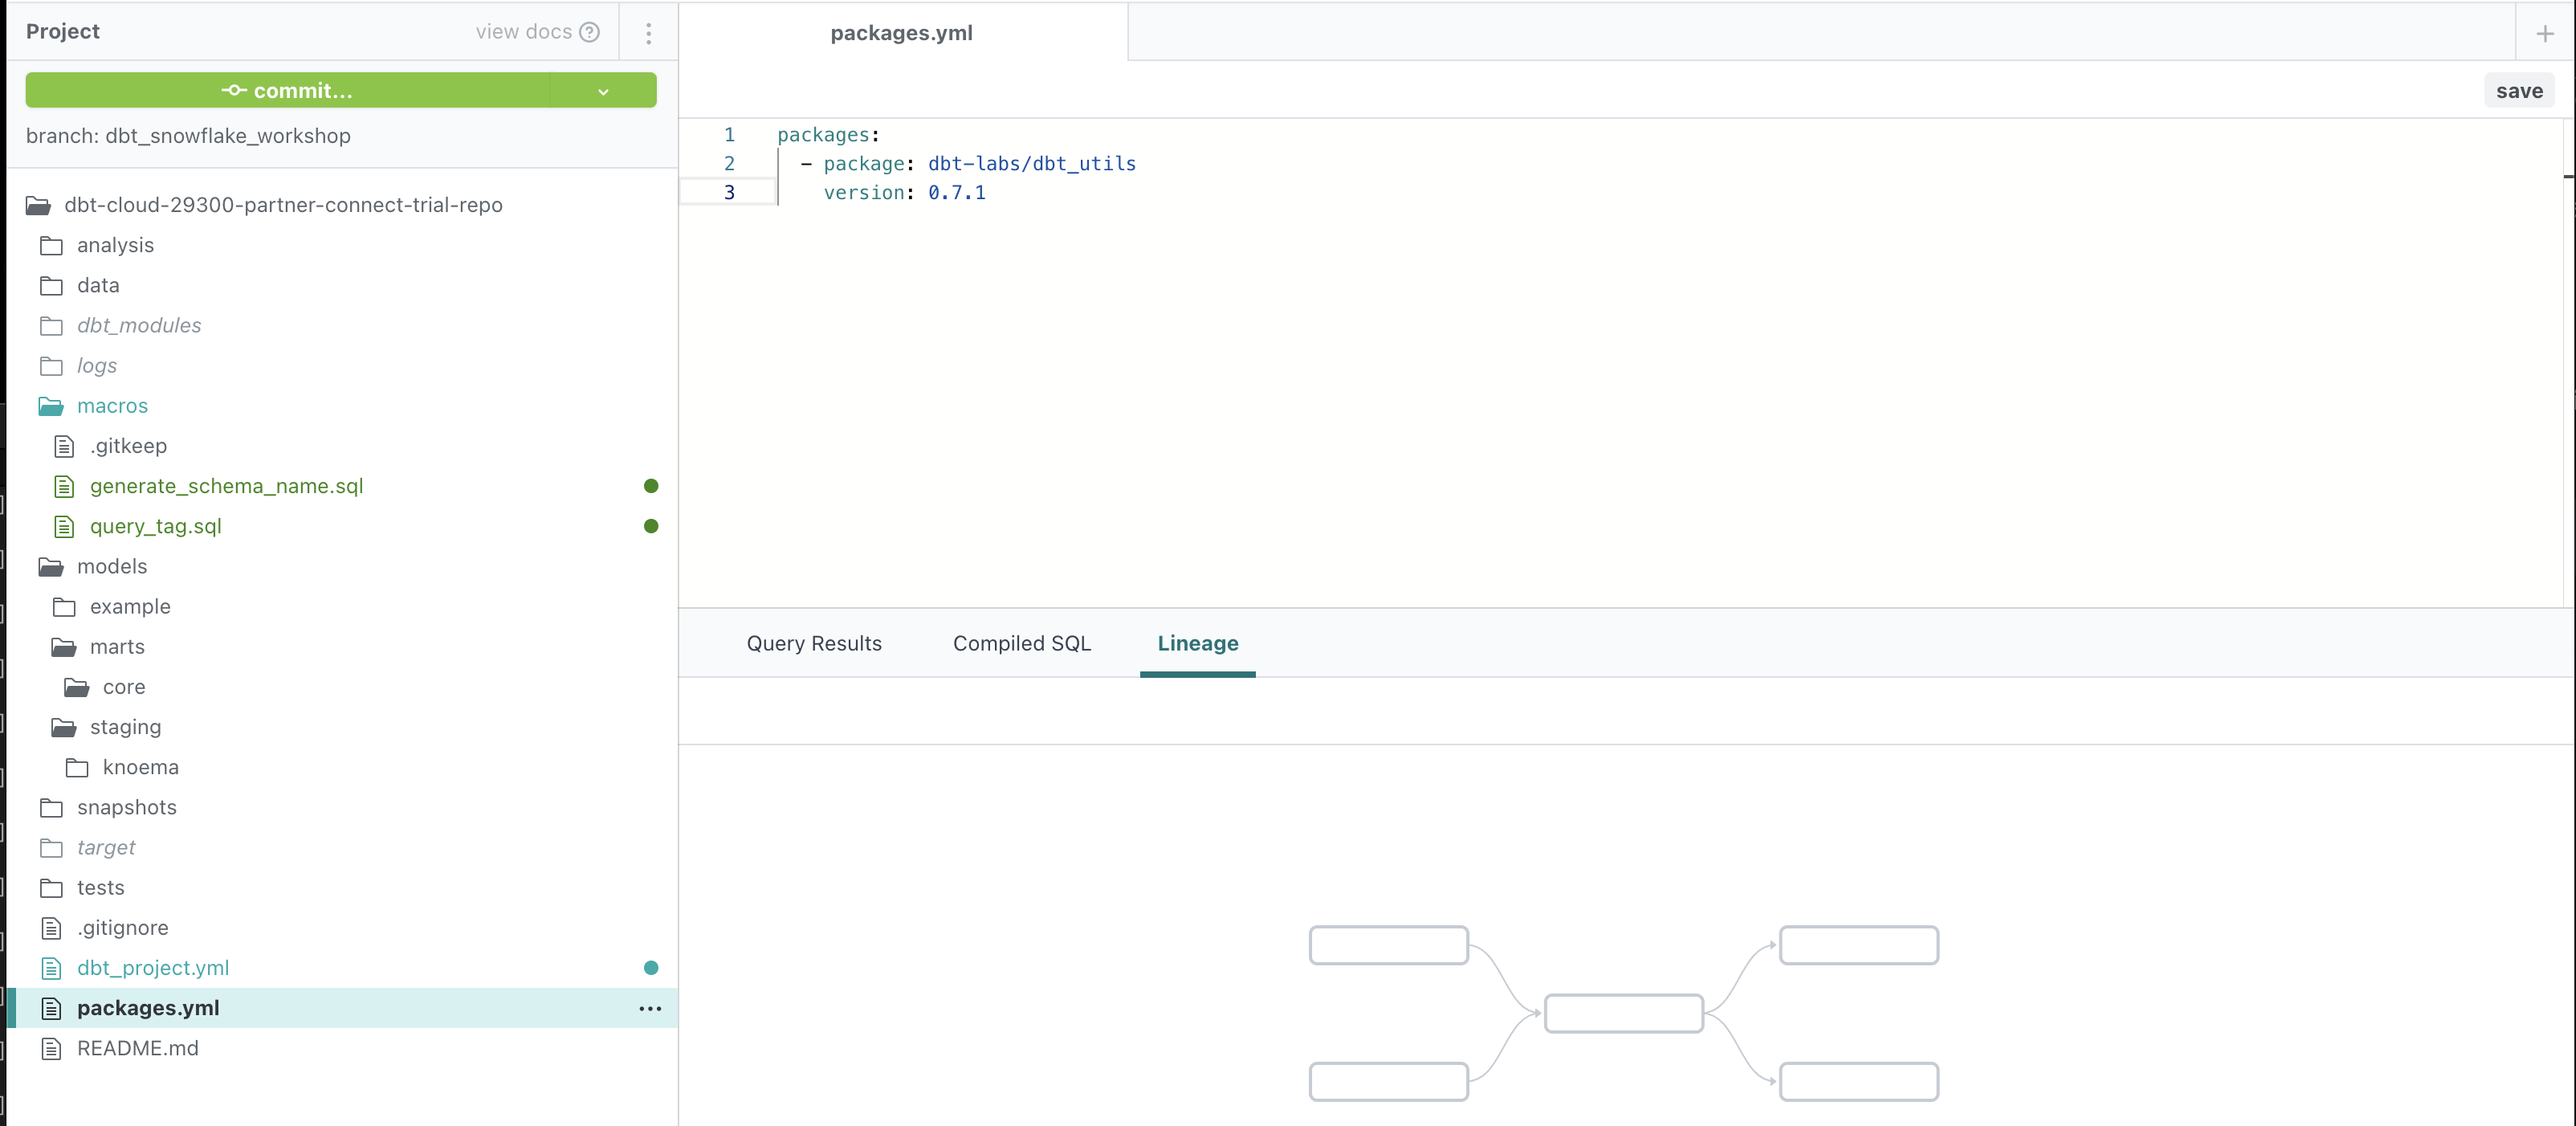 Project
view docs
commit...
branch: dbt_snowflake_workshop
dbt-cloud-29300-partner-connect-trial-repo
analysis
data
dbt_modules
logs
macros
.gitkeep
generate_schema_name.sql
query_tag.sql
models
example
marts
core
staging
knoema
snapshots
target
tests
.gitignore
dbt_project.yml
packages.yml
README.md
packages.yml
save
1 packages:
2 - package: dbt-labs/dbt_utils
3 version: 0.7.1
Query Results Compiled SQL Lineage